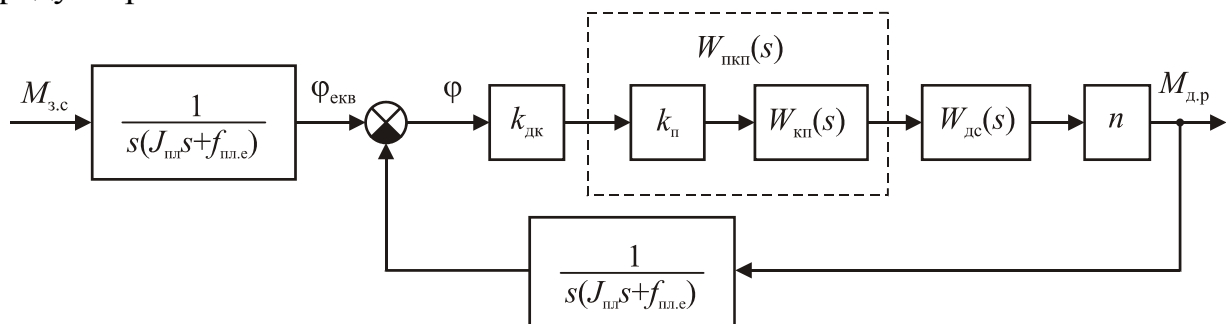 W_пкп(s)
M_з.с
φ_екв
φ
M_д.р
1
s(J_пл s+f_пл.е)
k_дк
k_п
W_кп(s)
W_дс(s)
n
1
s(J_пл s+f_пл.е)